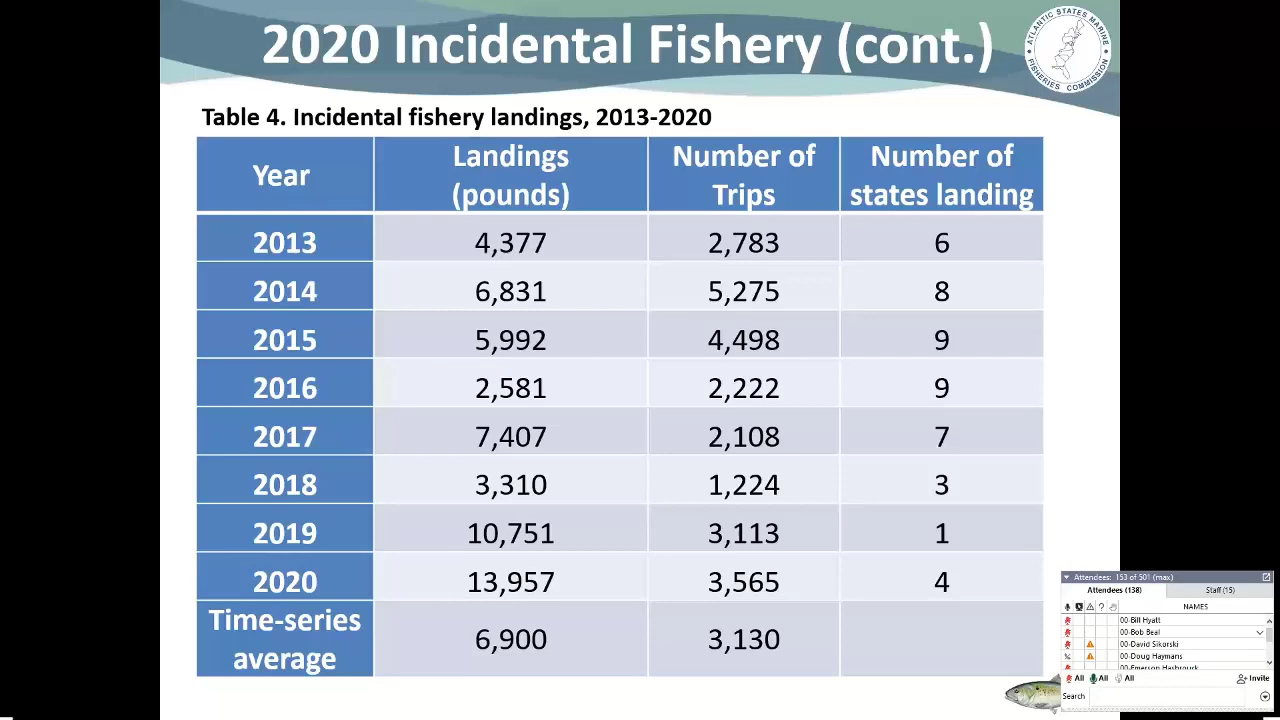 2020 Incidental Fishery (cont.)
ATLANTIC STATES MARINE FISHERIES COMMISSION
Table 4. Incidental fishery landings, 2013-2020
Year
Landings
(pounds)
Number of
Trips
Number of
states landing
2013 4,377 2,783 6
2014 6,831 5,275 8
2015 5,992 4,498 9
2016 2,581 2,222 9
2017 7,407 2,108 7
2018 3,310 1,224 3
2019 10,751 3,113 1
2020 13,957 3,565 4
Time-series
average
6,900 3,130
Attendees: 153 of 501 (max)
Attendees (138) Staff (15)
NAMES
00-Bill Hyatt
00-Bob Beal
00-David Sikorski
00-Doug Haymans
00-Emerson Hasbrouck
All All All Invite
Search